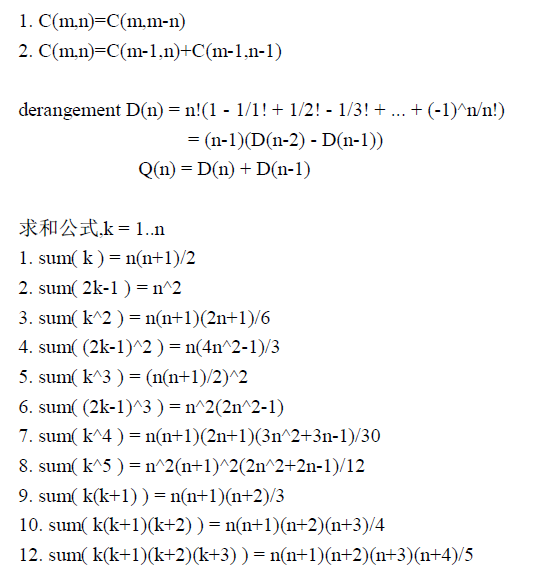 1. C(m,n)=C(m,m-n)
2. C(m,n)=C(m-1,n)+C(m-1,n-1)
derangement D(n) = n!(1 - 1/1! + 1/2! - 1/3! + ... + (-1)^n/n!)
= (n-1)(D(n-2) - D(n-1))
Q(n) = D(n) + D(n-1)
求和公式,k = 1..n
1. sum( k ) = n(n+1)/2
2. sum( 2k-1 ) = n^2
3. sum( k^2 ) = n(n+1)(2n+1)/6
4. sum( (2k-1)^2 ) = n(4n^2-1)/3
5. sum( k^3 ) = (n(n+1)/2)^2
6. sum( (2k-1)^3 ) = n^2(2n^2-1)
7. sum( k^4 ) = n(n+1)(2n+1)(3n^2+3n-1)/30
8. sum( k^5 ) = n^2(n+1)^2(2n^2+2n-1)/12
9. sum( k(k+1) ) = n(n+1)(n+2)/3
10. sum( k(k+1)(k+2) ) = n(n+1)(n+2)(n+3)/4
12. sum( k(k+1)(k+2)(k+3) ) = n(n+1)(n+2)(n+3)(n+4)/5